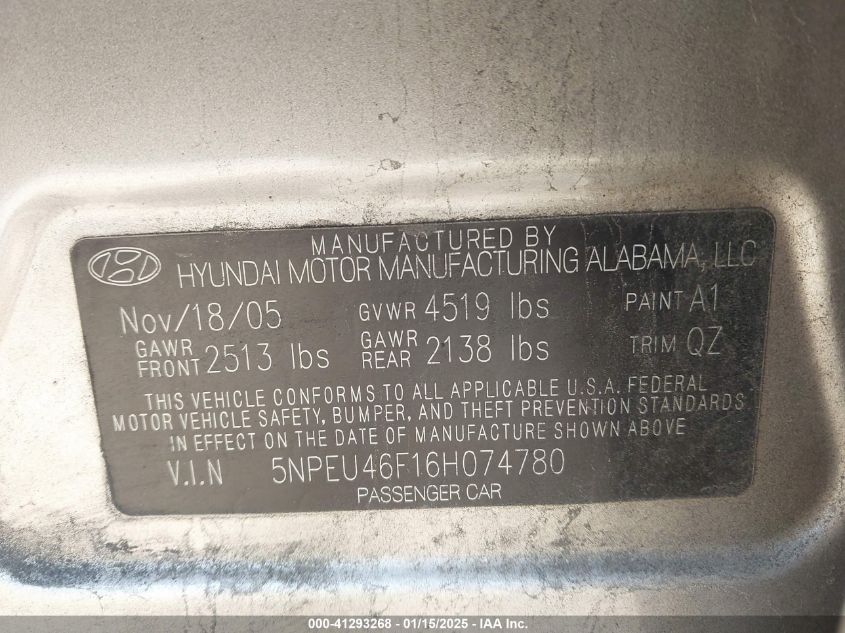 MANUFACTURED BY
HYUNDAI MOTOR MANUFACTURING ALABAMA, LLC
Nov/18/05 GVWR 4519 lbs PAINT A1
GAWR FRONT 2513 lbs GAWR REAR 2138 lbs TRIM QZ
THIS VEHICLE CONFORMS TO ALL APPLICABLE U.S.A. FEDERAL
MOTOR VEHICLE SAFETY, BUMPER, AND THEFT PREVENTION STANDARDS
IN EFFECT ON THE DATE OF MANUFACTURE SHOWN ABOVE
V.I.N 5NPEU46F16H074780
PASSENGER CAR
000-41293268 - 01/15/2025 - IAA Inc.